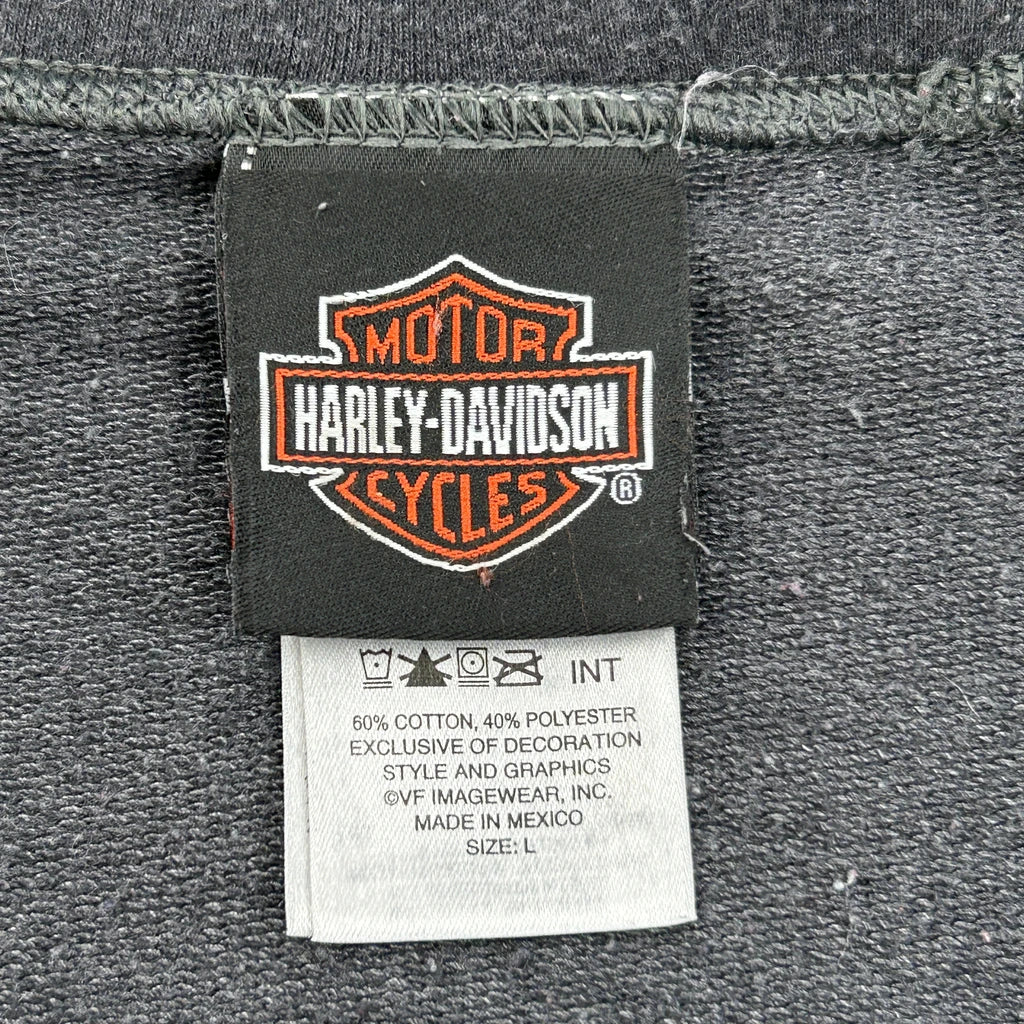 MOTOR
HARLEY-DAVIDSON
CYCLES
®
INT
60% COTTON, 40% POLYESTER
EXCLUSIVE OF DECORATION
STYLE AND GRAPHICS
©VF IMAGEWEAR, INC.
MADE IN MEXICO
SIZE: L